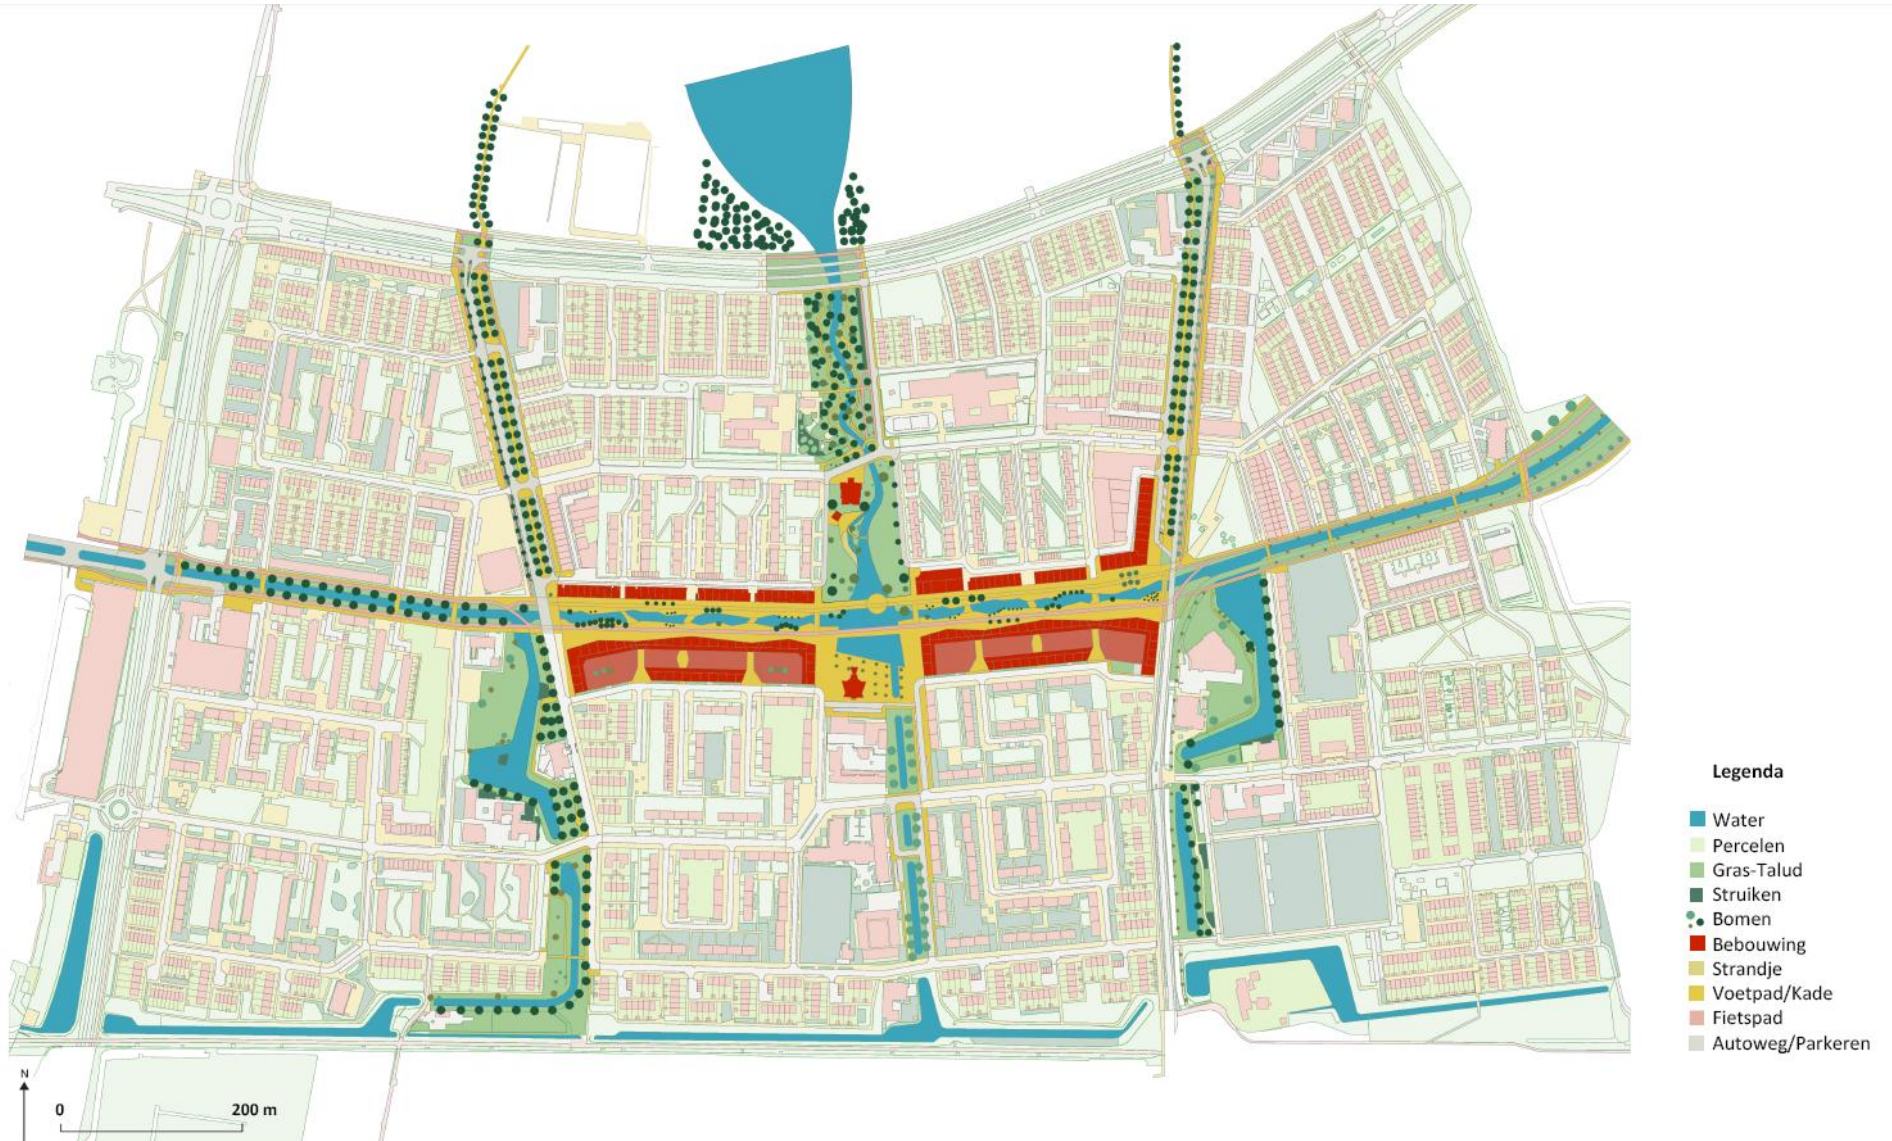 Legenda
Water
Percelen
Gras-Talud
Struiken
Bomen
Bebouwing
Strandje
Voetpad/Kade
Fietspad
Autoweg/Parkeren
N
0 200 m